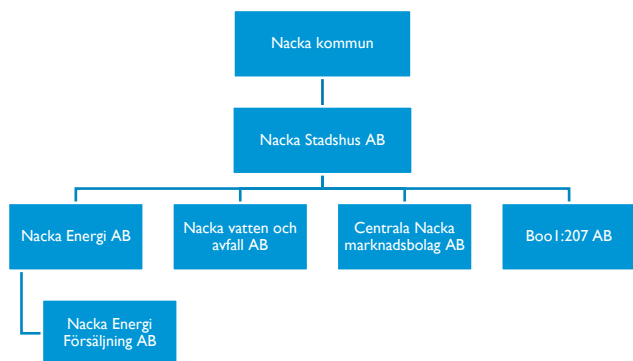 Nacka kommun
Nacka Stadshus AB
Nacka Energi AB
Nacka vatten och
avfall AB
Centrala Nacka
marknadsbolag AB
Boo1:207 AB
Nacka Energi
Försäljning AB